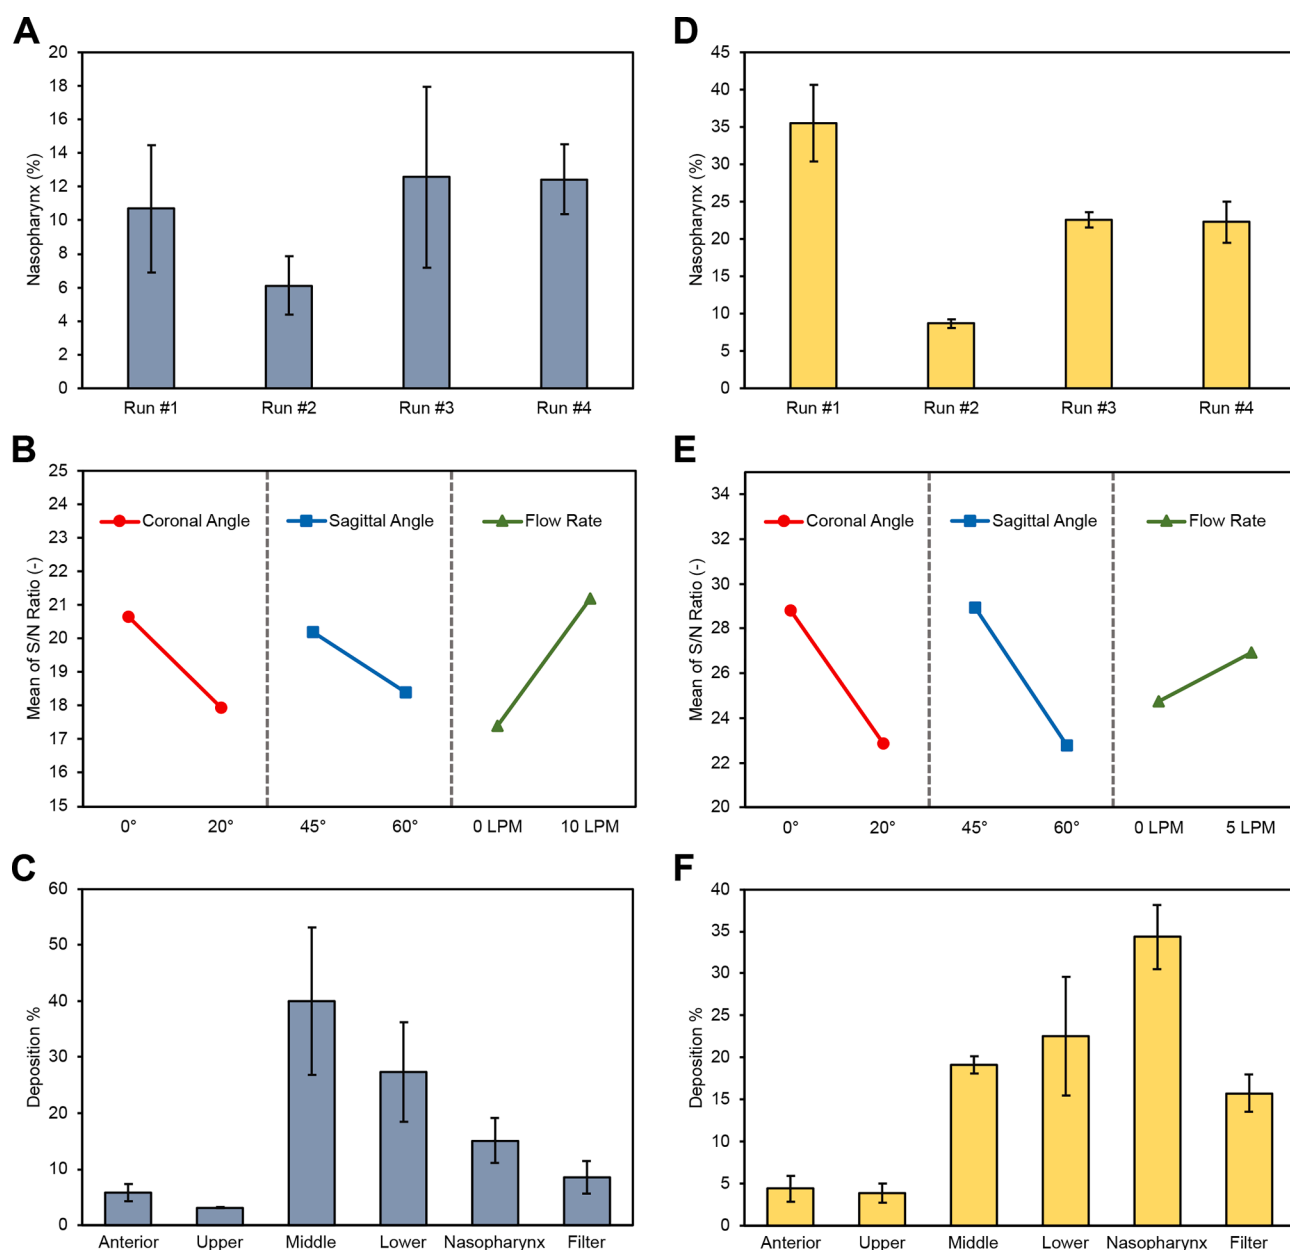 A
Nasopharynx (%)
20
18
16
14
12
10
8
6
4
2
0
Run #1 Run #2 Run #3 Run #4
D
Nasopharynx (%)
45
40
35
30
25
20
15
10
5
0
Run #1 Run #2 Run #3 Run #4
B
Mean of S/N Ratio (-)
25
24
23
22
21
20
19
18
17
16
15
Coronal Angle Sagittal Angle Flow Rate
0° 20° 45° 60° 0 LPM 10 LPM
E
Mean of S/N Ratio (-)
34
32
30
28
26
24
22
20
Coronal Angle Sagittal Angle Flow Rate
0° 20° 45° 60° 0 LPM 5 LPM
C
Deposition %
60
50
40
30
20
10
0
Anterior Upper Middle Lower Nasopharynx Filter
F
Deposition %
40
35
30
25
20
15
10
5
0
Anterior Upper Middle Lower Nasopharynx Filter